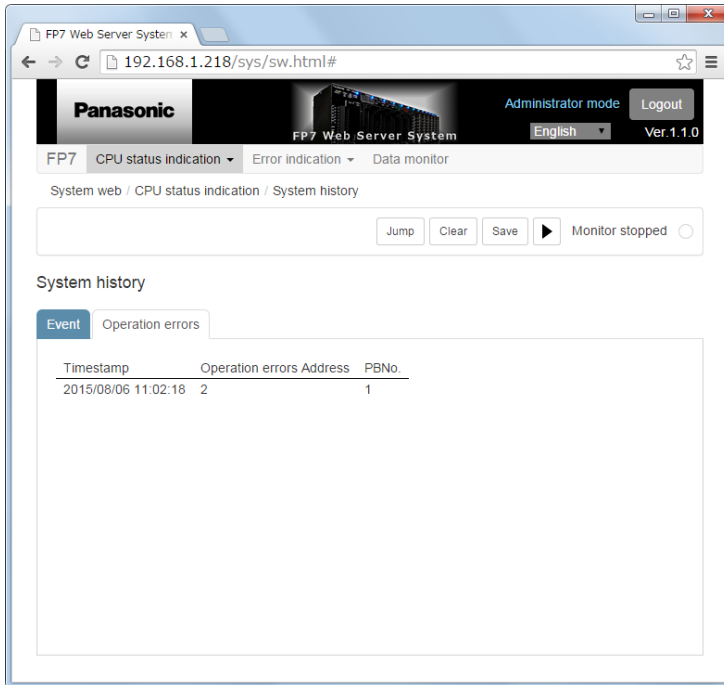 FP7 Web Server System
192.168.1.218/sys/sw.html#
Panasonic
FP7 Web Server System
Administrator mode
Logout
English
Ver.1.1.0
FP7 CPU status indication Error indication Data monitor
System web / CPU status indication / System history
Jump Clear Save Monitor stopped
System history
Event Operation errors
Timestamp Operation errors Address PBNo.
2015/08/06 11:02:18 2 1